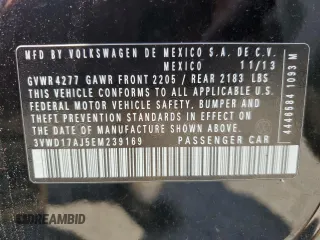 MFD BY VOLKSWAGEN DE MEXICO S.A. DE C.V.
MEXICO 11/13
GVWR4277 GAWR FRONT 2205 / REAR 2183 LBS
THIS VEHICLE CONFORMS TO ALL APPLICABLE
FEDERAL MOTOR VEHICLE SAFETY, BUMPER AND
THEFT PREVENTION STANDARDS IN EFFECT ON
THE DATE OF MANUFACTURE SHOWN ABOVE.
3VWD17AJ5EM239169 PASSENGER CAR
4446584 1093 M
EpicVIN